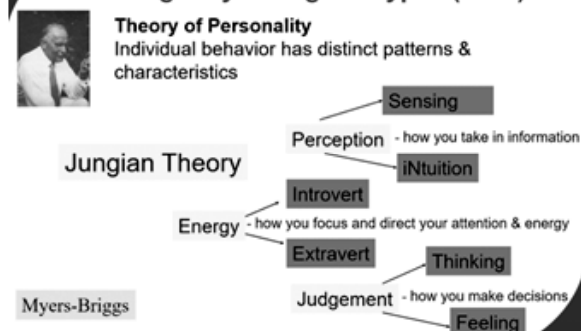 Theory of Personality
Individual behavior has distinct patterns &
characteristics
Sensing
Perception - how you take in information
Jungian Theory
iNtuition
Introvert
Energy - how you focus and direct your attention & energy
Extravert
Thinking
Judgement - how you make decisions
Myers-Briggs
Feeling